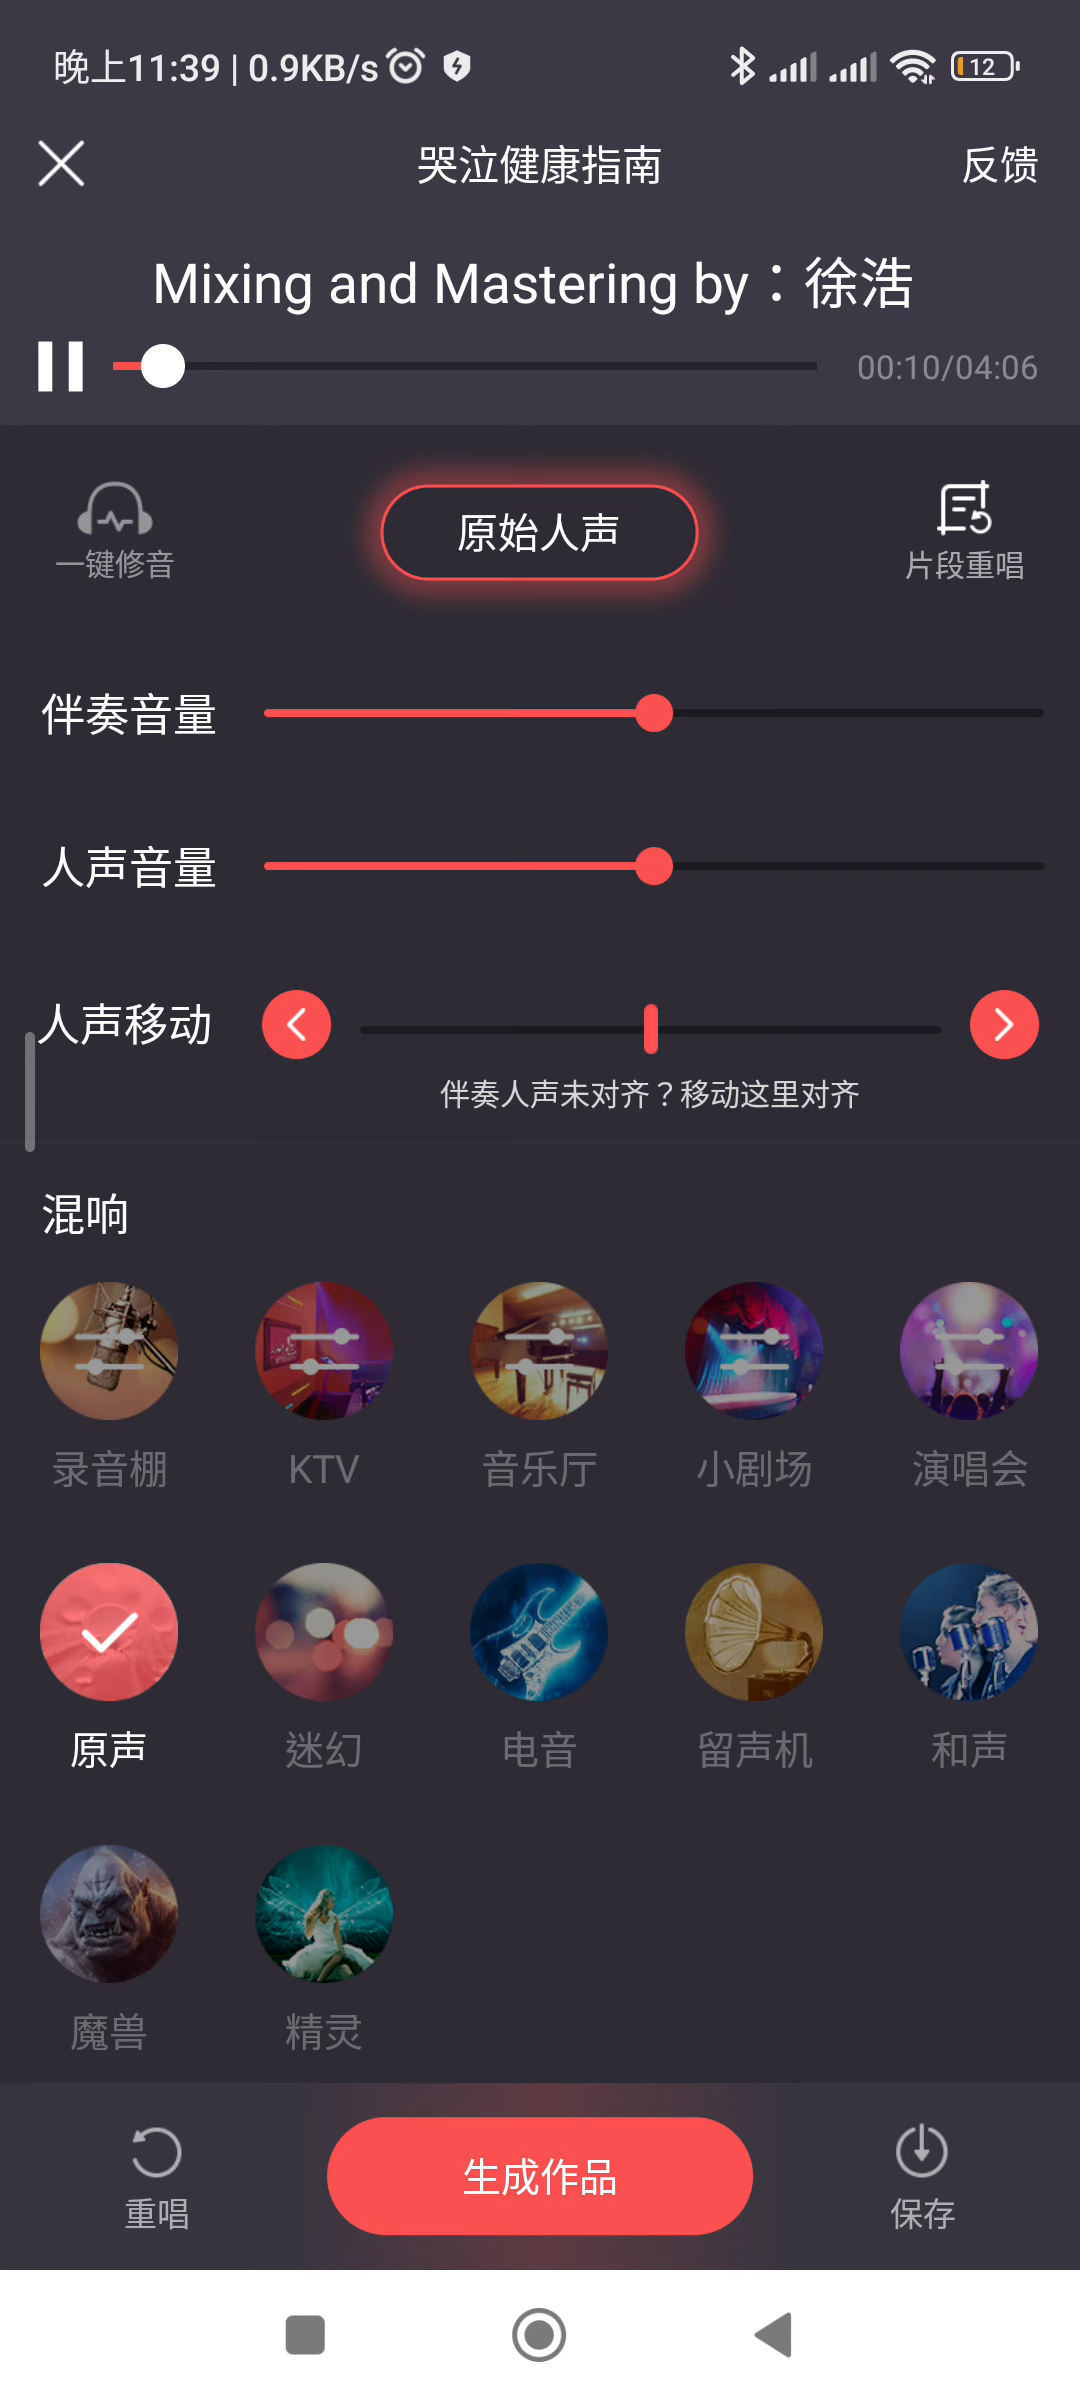 晚上11:39 | 0.9KB/s
12
哭泣健康指南
反馈
Mixing and Mastering by：徐浩
00:10/04:06
一键修音
原始人声
片段重唱
伴奏音量
人声音量
人声移动
伴奏人声未对齐？移动这里对齐
混响
录音棚 KTV 音乐厅 小剧场 演唱会
原声 迷幻 电音 留声机 和声
魔兽 精灵
重唱
生成作品
保存